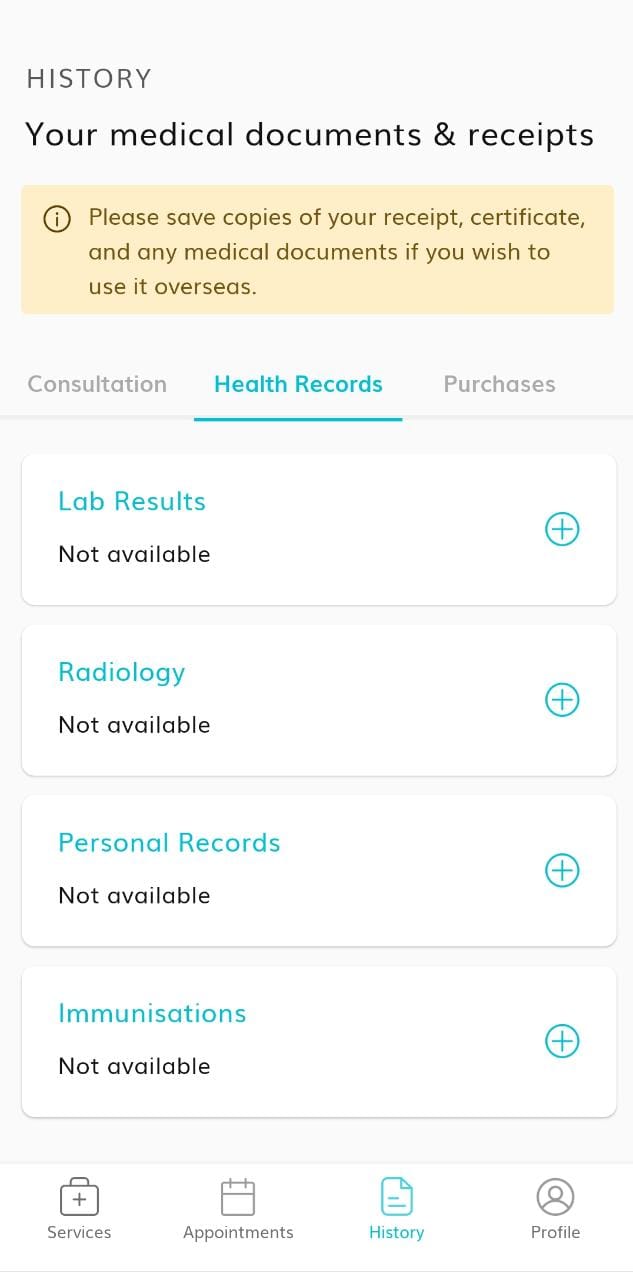 HISTORY
Your medical documents & receipts
Please save copies of your receipt, certificate,
and any medical documents if you wish to
use it overseas.
Consultation
Health Records
Purchases
Lab Results
Not available
Radiology
Not available
Personal Records
Not available
Immunisations
Not available
Services
Appointments
History
Profile